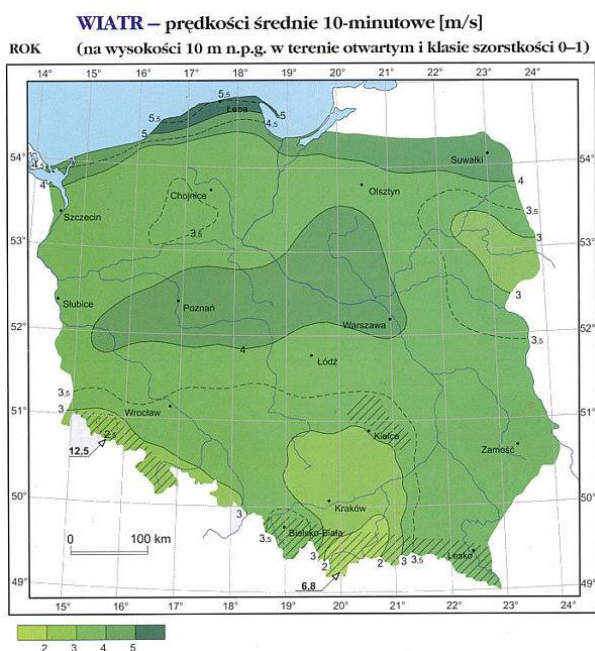 WIATR – prędkości średnie 10-minutowe [m/s]
ROK (na wysokości 10 m n.p.g. w terenie otwartym i klasie szorstkości 0–1)
14° 15° 16° 17° 18° 19° 20° 21° 22° 23° 24°
5,5
5,5 Łeba 5
5 4,5
54° 4 Suwałki 54°
4 4
Chojnice Olsztyn
3,5
Szczecin
3,5 3
53° 53°
3
Słubice Poznań
Warszawa
52° 4 3,5 52°
Łódź
3,5
51° 3 Wrocław 51°
2,5 Kielce
12,5 Zamość
50° Kraków 50°
3
3,5 Bielsko-Biała Lesko
0 100 km 3 2 2 3 3,5
49° 6,8 49°
15° 16° 17° 18° 19° 20° 21° 22° 23° 24°
2 3 4 5